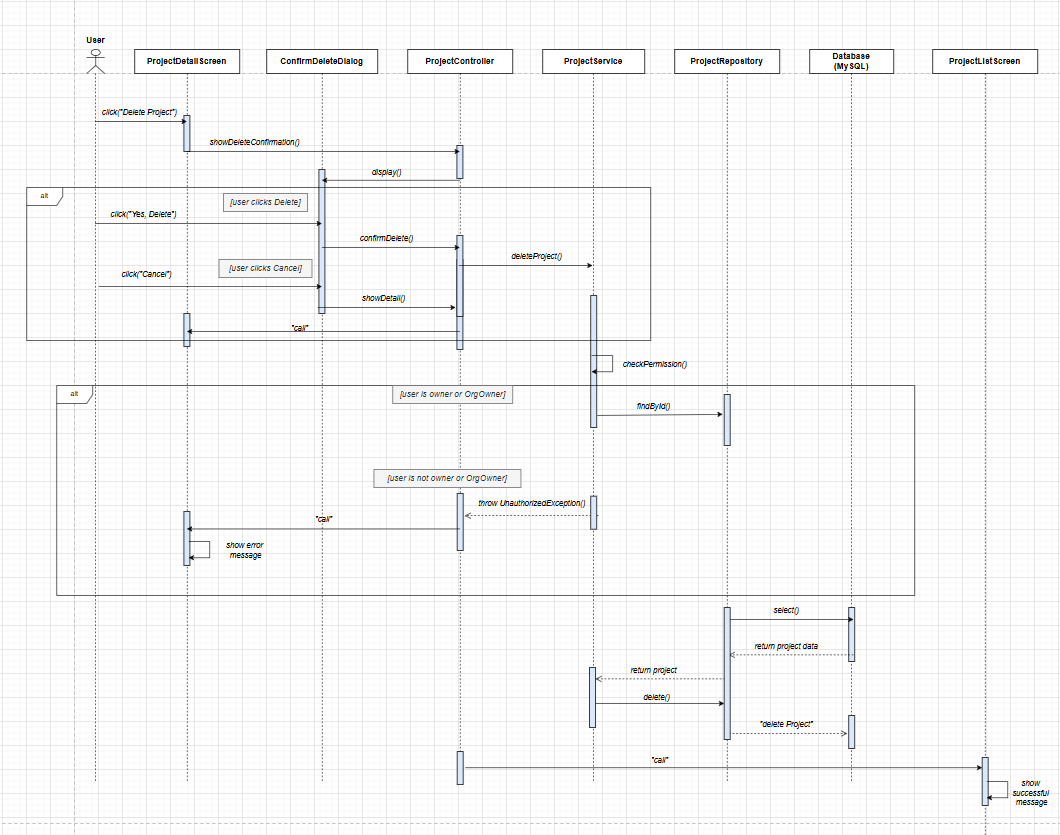 User
ProjectDetailScreen
ConfirmDeleteDialog
ProjectController
ProjectService
ProjectRepository
Database
(MySQL)
ProjectListScreen
click("Delete Project")
showDeleteConfirmation()
display()
alt
[user clicks Delete]
click("Yes, Delete")
confirmDelete()
deleteProject()
[user clicks Cancel]
click("Cancel")
showDetail()
"call"
checkPermission()
alt
[user is owner or OrgOwner]
findById()
[user is not owner or OrgOwner]
throw UnauthorizedException()
"call"
show error
message
select()
return project data
return project
delete()
"delete Project"
"call"
show
successful
message